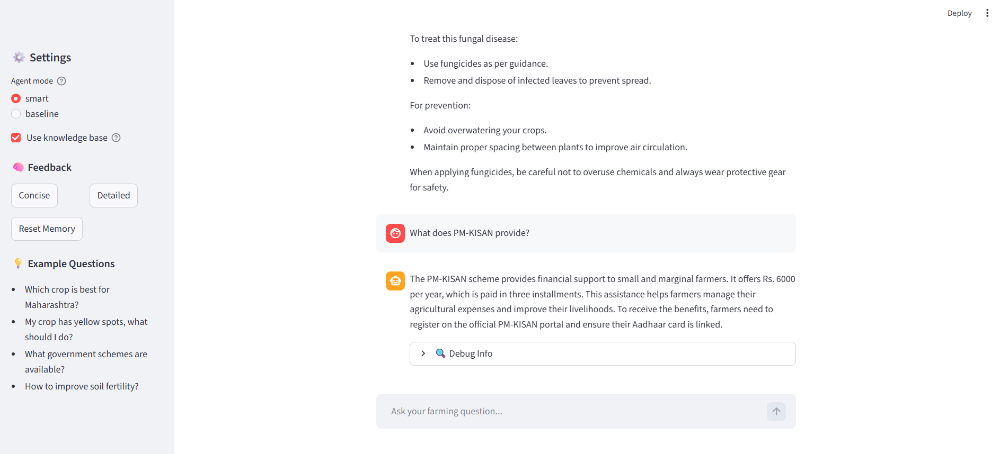 Deploy
Settings
Agent mode
smart
baseline
Use knowledge base
Feedback
Concise
Detailed
Reset Memory
Example Questions
• Which crop is best for
Maharashtra?
• My crop has yellow spots, what
should I do?
• What government schemes are
available?
• How to improve soil fertility?
To treat this fungal disease:
• Use fungicides as per guidance.
• Remove and dispose of infected leaves to prevent spread.
For prevention:
• Avoid overwatering your crops.
• Maintain proper spacing between plants to improve air circulation.
When applying fungicides, be careful not to overuse chemicals and always wear protective gear
for safety.
What does PM-KISAN provide?
The PM-KISAN scheme provides financial support to small and marginal farmers. It offers Rs. 6000
per year, which is paid in three installments. This assistance helps farmers manage their
agricultural expenses and improve their livelihoods. To receive the benefits, farmers need to
register on the official PM-KISAN portal and ensure their Aadhaar card is linked.
Debug Info
Ask your farming question...